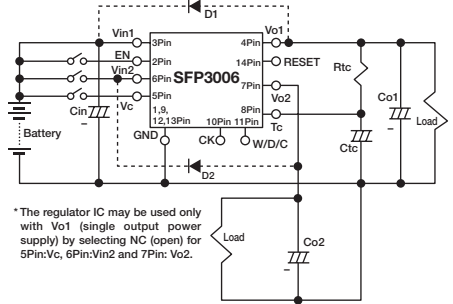 D1
Vin1
Vo1
3Pin
4Pin
EN
2Pin
14Pin
RESET
Vin2
6Pin
SFP3006
7Pin
Rtc
5Pin
Vo2
Co1
Cin
Vc
1,9,
8Pin
Load
12,13Pin
10Pin
11Pin
Tc
Battery
GND
CK
W/D/C
Ctc
D2
* The regulator IC may be used only
with Vo1 (single output power
supply) by selecting NC (open) for
5Pin:Vc, 6Pin:Vin2 and 7Pin: Vo2.
Load
Co2